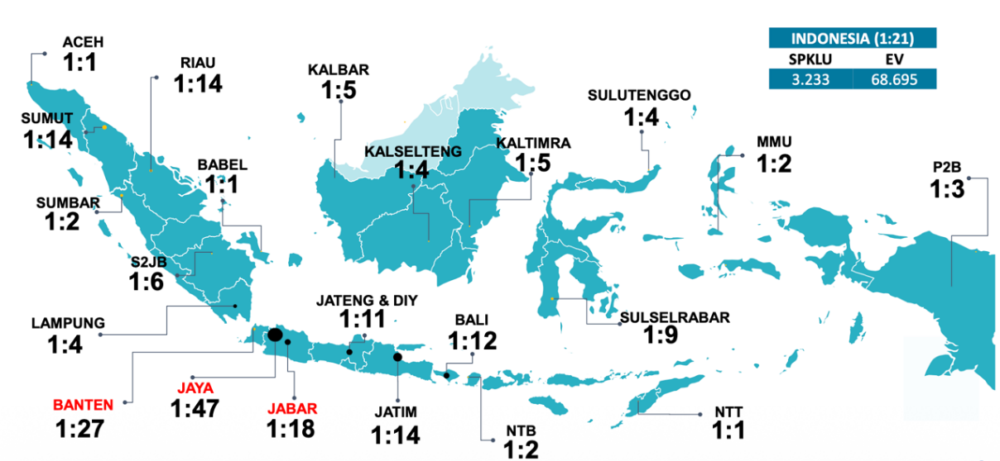 INDONESIA (1:21)
SPKLU EV
3.233 68.695
ACEH
1:1
RIAU
1:14
KALBAR
1:5
SULUTENGGO
1:4
SUMUT
1:14
KALSELTENG
1:4
KALTIMRA
1:5
MMU
1:2
BABEL
1:1
P2B
1:3
SUMBAR
1:2
S2JB
1:6
JATENG & DIY
1:11
LAMPUNG
1:4
BALI
1:12
SULSELRABAR
1:9
BANTEN
1:27
JAYA
1:47
JABAR
1:18
JATIM
1:14
NTB
1:2
NTT
1:1